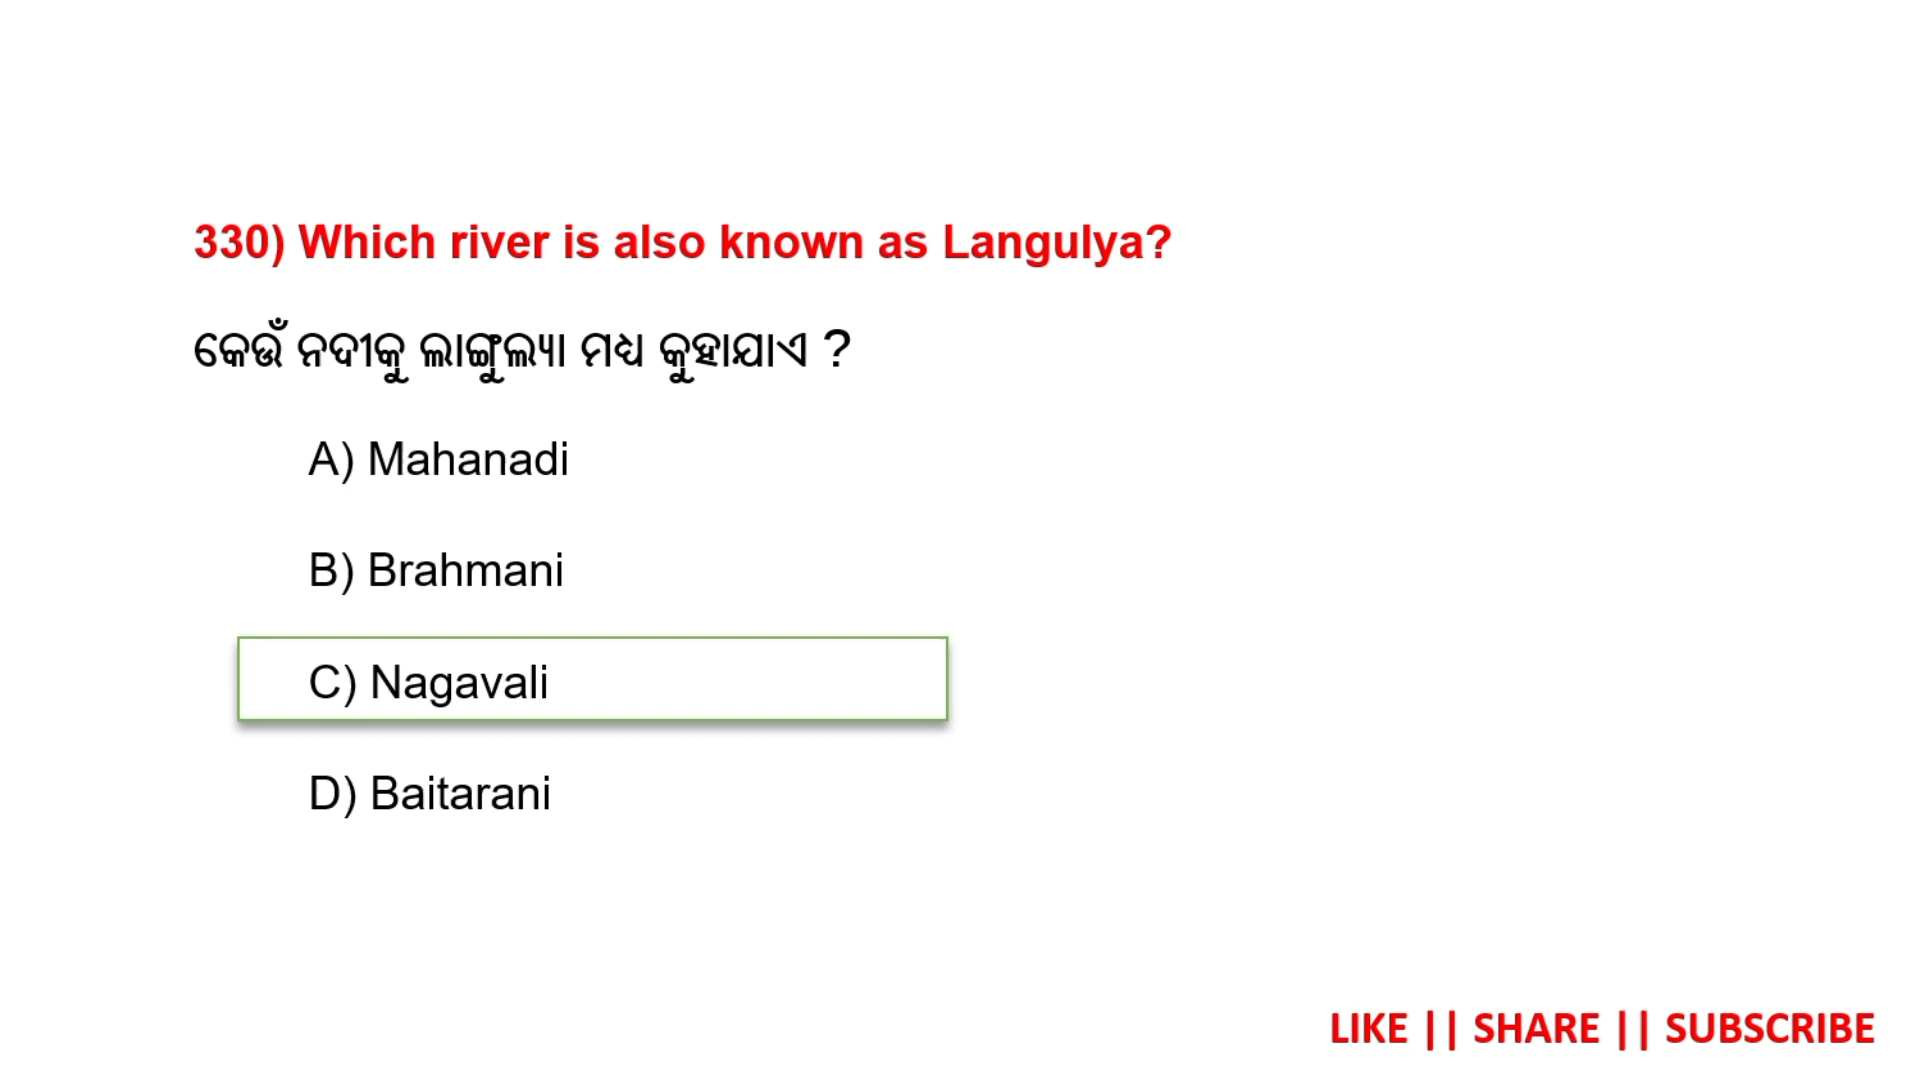 330) Which river is also known as Langulya?
କେଉଁ ନଦୀକୁ ଲାଙ୍ଗୁଲ୍ୟା ମଧ୍ୟ କୁହାଯାଏ ?
A) Mahanadi
B) Brahmani
C) Nagavali
D) Baitarani
LIKE || SHARE || SUBSCRIBE